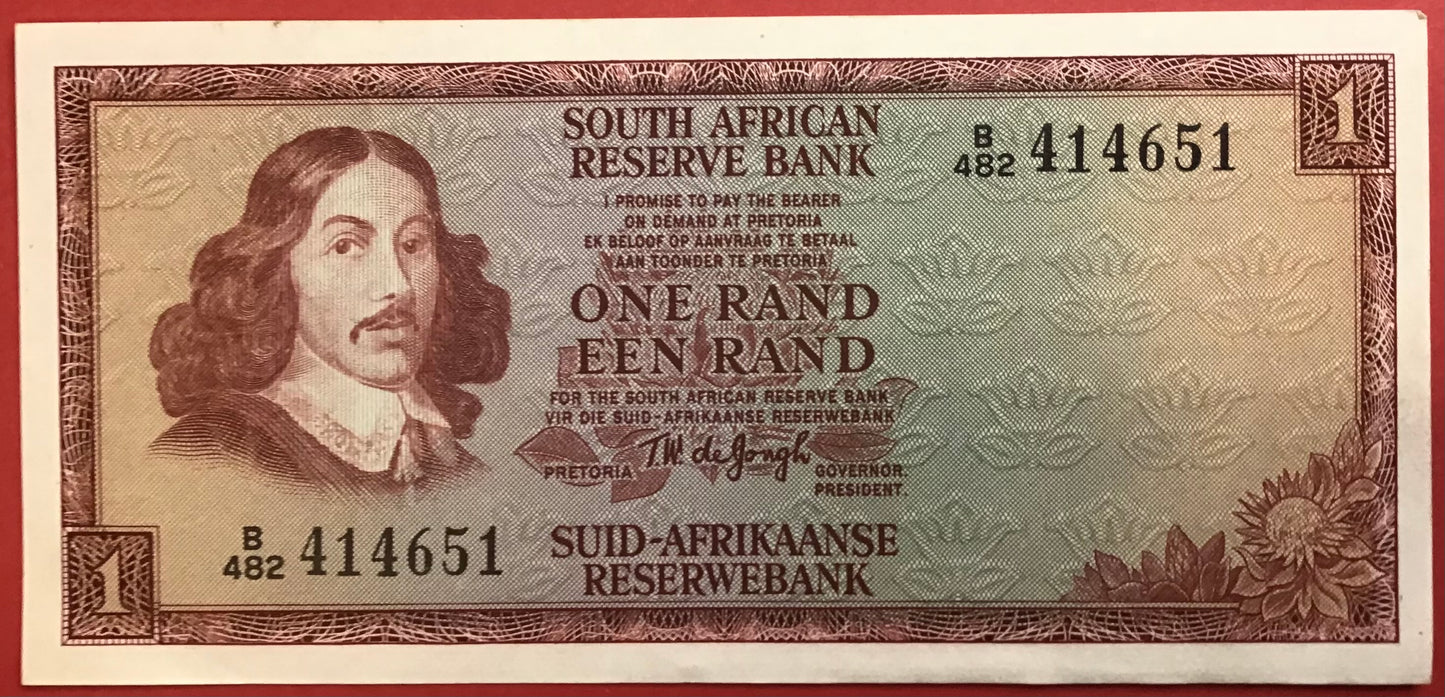 1
SOUTH AFRICAN
RESERVE BANK
B
482 414651
I PROMISE TO PAY THE BEARER
ON DEMAND AT PRETORIA
EK BELOOF OP AANVRAAG TE BETAAL
AAN TOONDER TE PRETORIA
ONE RAND
EEN RAND
FOR THE SOUTH AFRICAN RESERVE BANK
VIR DIE SUID-AFRIKAANSE RESERWEBANK
T.W. de Jongh
PRETORIA GOVERNOR.
PRESIDENT.
B
482 414651
SUID-AFRIKAANSE
RESERWEBANK
1